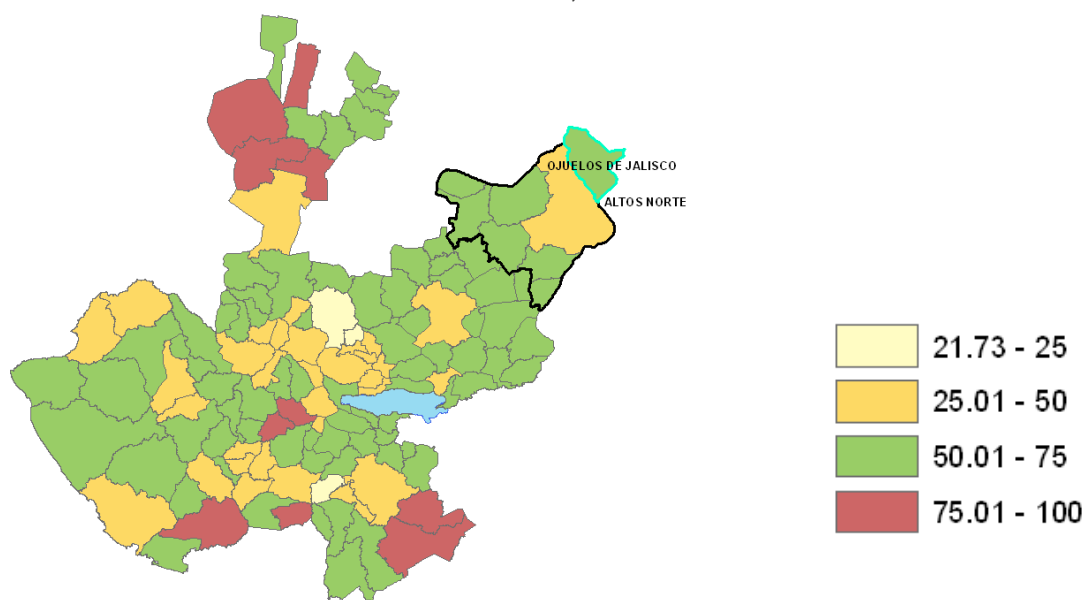 OJUELOS DE JALISCO
ALTOS NORTE
21.73 - 25
25.01 - 50
50.01 - 75
75.01 - 100